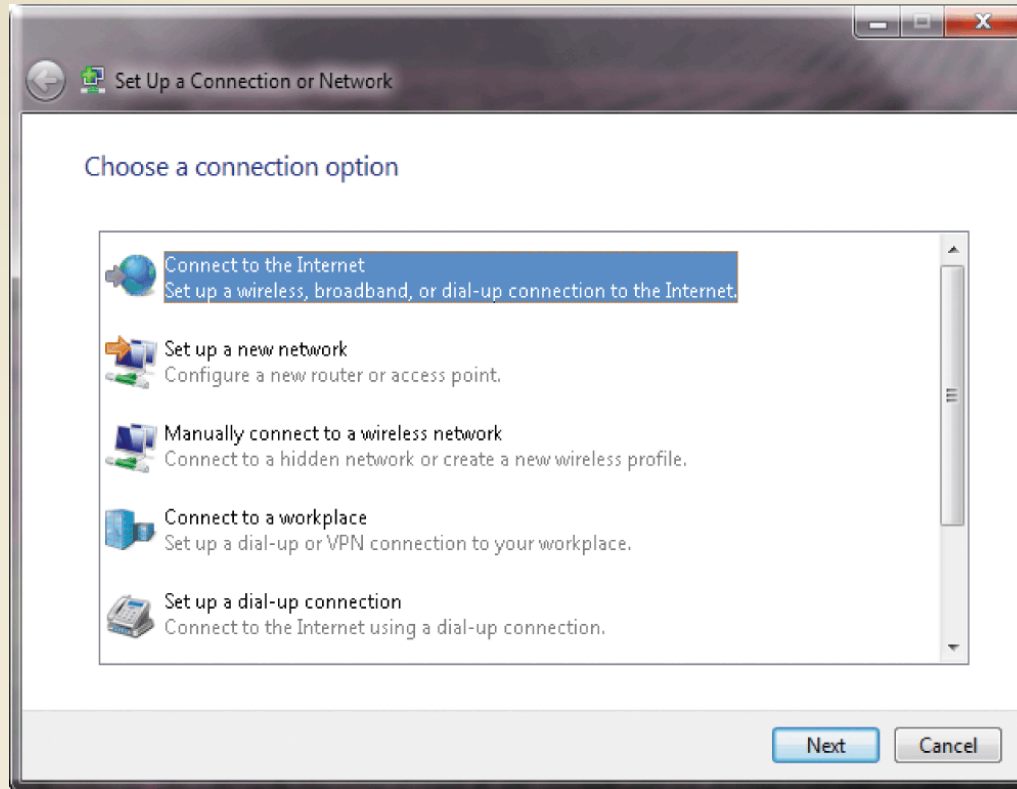 Set Up a Connection or Network
Choose a connection option
Connect to the Internet
Set up a wireless, broadband, or dial-up connection to the Internet.
Set up a new network
Configure a new router or access point.
Manually connect to a wireless network
Connect to a hidden network or create a new wireless profile.
Connect to a workplace
Set up a dial-up or VPN connection to your workplace.
Set up a dial-up connection
Connect to the Internet using a dial-up connection.
Next
Cancel